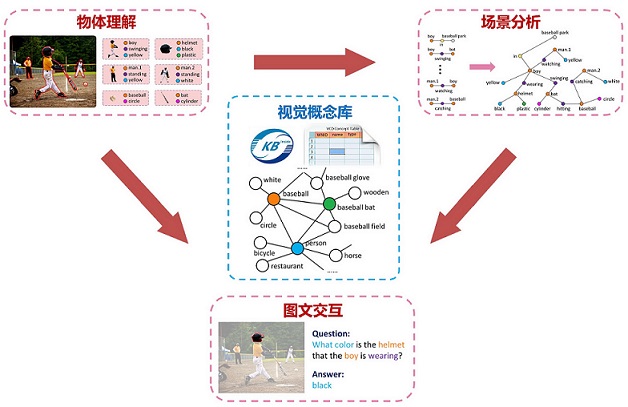 物体理解
boy
swinging
yellow
helmet
black
plastic
man.1
standing
yellow
man.2
standing
white
baseball
circle
bat
cylinder
场景分析
boy baseball park
in
boy bat
swinging
man.1 boy
watching
man.2 baseball
catching
baseball park
in
man.1
watching
yellow
boy
man.2
yellow
wearing
swinging
white
helmet
bat
catching
black
plastic
cylinder
hitting
baseball
circle
视觉概念库
KB
VCD Concept Table
name
type
white
baseball glove
baseball
wooden
baseball bat
circle
baseball field
person
bicycle
horse
restaurant
图文交互
Question:
What color is the helmet
that the boy is wearing?
Answer:
black